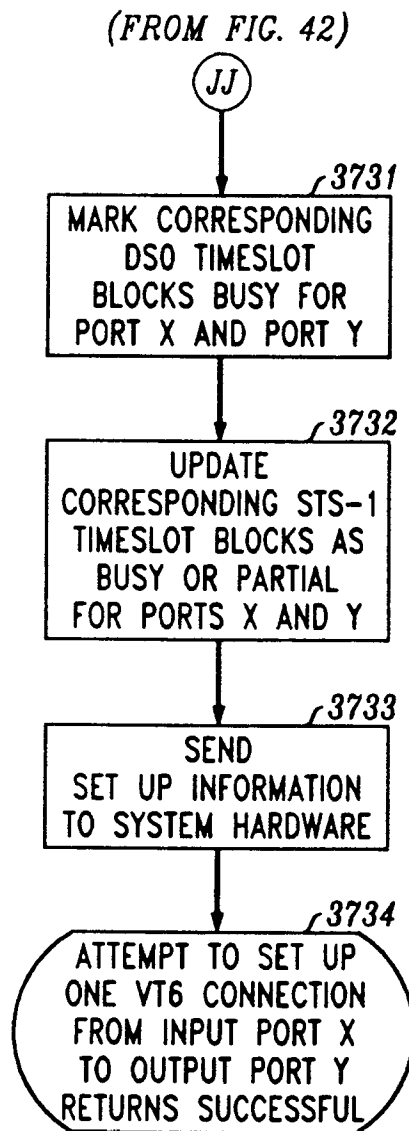 (FROM FIG. 42)
JJ
3731
MARK CORRESPONDING
DS0 TIMESLOT
BLOCKS BUSY FOR
PORT X AND PORT Y
3732
UPDATE
CORRESPONDING STS-1
TIMESLOT BLOCKS AS
BUSY OR PARTIAL
FOR PORTS X AND Y
3733
SEND
SET UP INFORMATION
TO SYSTEM HARDWARE
3734
ATTEMPT TO SET UP
ONE VT6 CONNECTION
FROM INPUT PORT X
TO OUTPUT PORT Y
RETURNS SUCCESSFUL